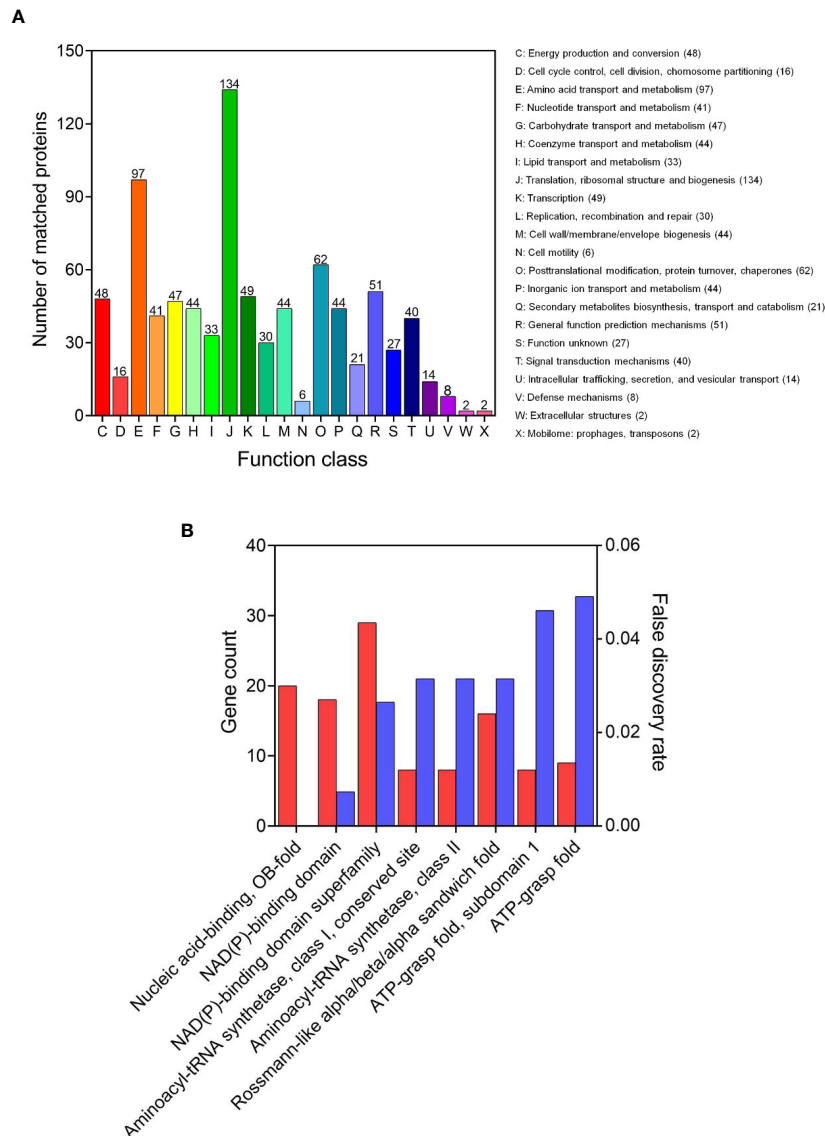 A
150
120
90
60
30
0
Number of matched proteins
48
16
97
41
47
44
33
134
49
30
44
6
62
44
21
51
27
40
14
8
2
2
C D E F G H I J K L M N O P Q R S T U V W X
Function class
C: Energy production and conversion (48)
D: Cell cycle control, cell division, chomosome partitioning (16)
E: Amino acid transport and metabolism (97)
F: Nucleotide transport and metabolism (41)
G: Carbohydrate transport and metabolism (47)
H: Coenzyme transport and metabolism (44)
I: Lipid transport and metabolism (33)
J: Translation, ribosomal structure and biogenesis (134)
K: Transcription (49)
L: Replication, recombination and repair (30)
M: Cell wall/membrane/envelope biogenesis (44)
N: Cell motility (6)
O: Posttranslational modification, protein turnover, chaperones (62)
P: Inorganic ion transport and metabolism (44)
Q: Secondary metabolites biosynthesis, transport and catabolism (21)
R: General function prediction mechanisms (51)
S: Function unknown (27)
T: Signal transduction mechanisms (40)
U: Intracellular trafficking, secretion, and vesicular transport (14)
V: Defense mechanisms (8)
W: Extracellular structures (2)
X: Mobilome: prophages, transposons (2)
B
40
30
20
10
0
Gene count
0.06
0.04
0.02
0.00
False discovery rate
Nucleic acid-binding, OB-fold
NAD(P)-binding domain
NAD(P)-binding domain superfamily
Aminoacyl-tRNA synthetase, class I, conserved site
Aminoacyl-tRNA synthetase, class II
Rossmann-like alpha/beta/alpha sandwich fold
ATP-grasp fold, subdomain 1
ATP-grasp fold